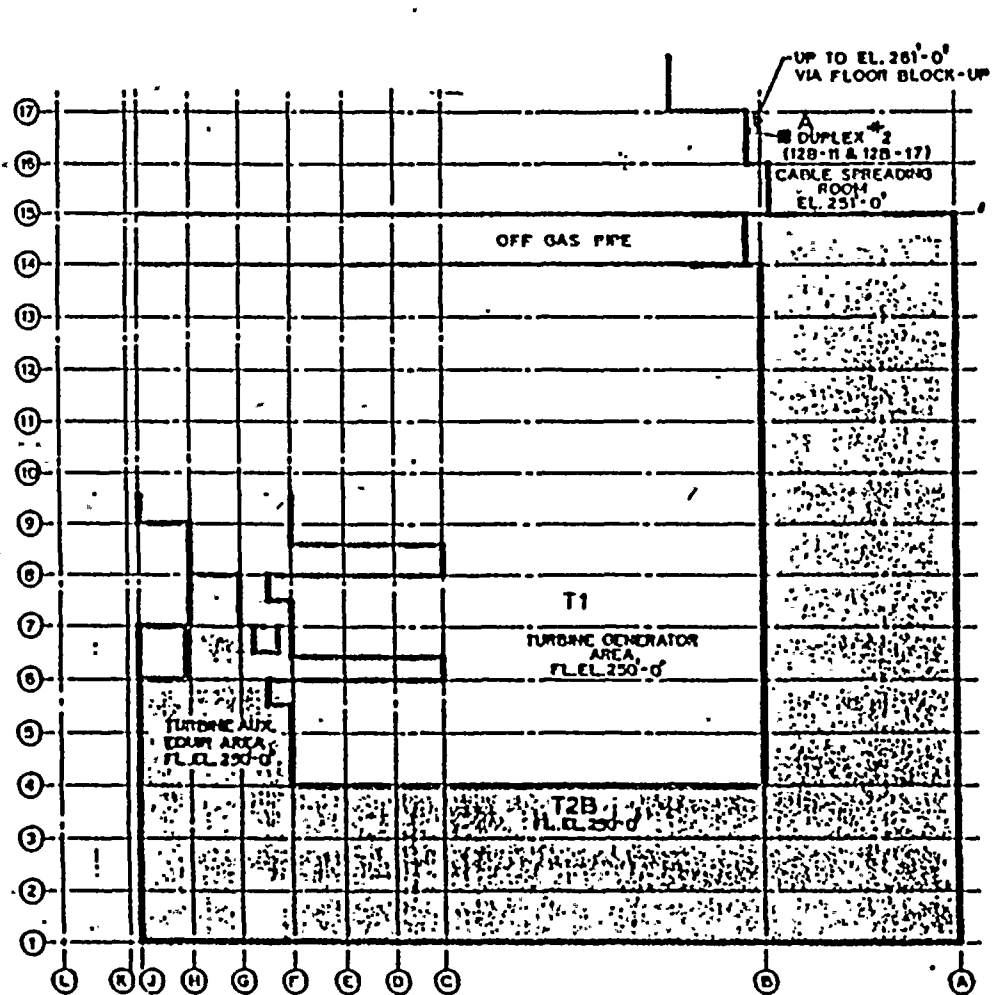 UP TO EL. 261'-0"
VIA FLOOR BLOCK-UP
17
A
DUPLEX #2
(12B-11 & 12B-17)
16
CABLE SPREADING
ROOM
EL. 251'-0"
15
OFF GAS PIPE
14
13
12
11
10
9
8
T1
7
TURBINE GENERATOR
AREA
FL.EL. 250'-0"
6
TURBINE AUX.
EQUIP AREA
FL.EL. 250'-0"
5
4
T2B
FL.EL. 250'-0"
3
2
1
L
K
J
H
G
F
E
D
C
B
A